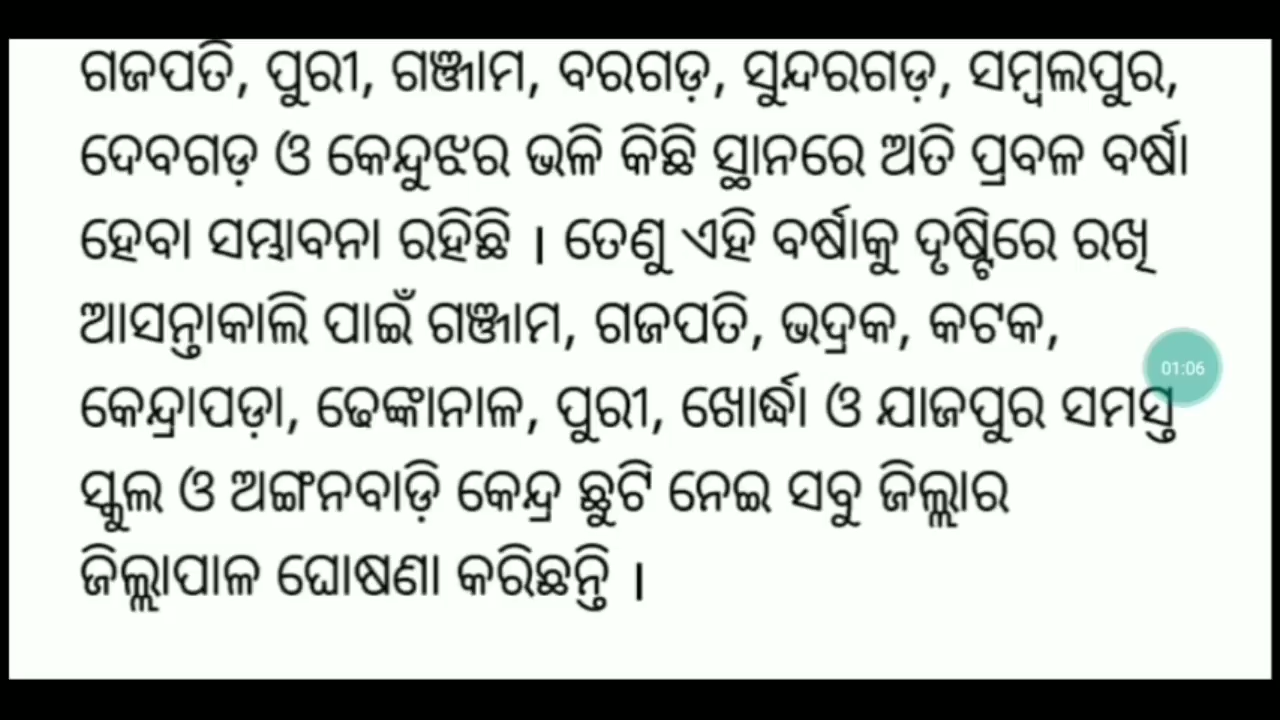 ଗଜପତି, ପୁରୀ, ଗଞ୍ଜାମ, ବରଗଡ଼, ସୁନ୍ଦରଗଡ଼, ସମ୍ବଲପୁର,
ଦେବଗଡ଼ ଓ କେନ୍ଦୁଝର ଭଳି କିଛି ସ୍ଥାନରେ ଅତି ପ୍ରବଳ ବର୍ଷା
ହେବା ସମ୍ଭାବନା ରହିଛି । ତେଣୁ ଏହି ବର୍ଷାକୁ ଦୃଷ୍ଟିରେ ରଖି
ଆସନ୍ତାକାଲି ପାଇଁ ଗଞ୍ଜାମ, ଗଜପତି, ଭଦ୍ରକ, କଟକ,
01:06
କେନ୍ଦ୍ରାପଡ଼ା, ଢେଙ୍କାନାଳ, ପୁରୀ, ଖୋର୍ଦ୍ଧା ଓ ଯାଜପୁର ସମସ୍ତ
ସ୍କୁଲ ଓ ଅଙ୍ଗନବାଡ଼ି କେନ୍ଦ୍ର ଛୁଟି ନେଇ ସବୁ ଜିଲ୍ଲାର
ଜିଲ୍ଲାପାଳ ଘୋଷଣା କରିଛନ୍ତି ।